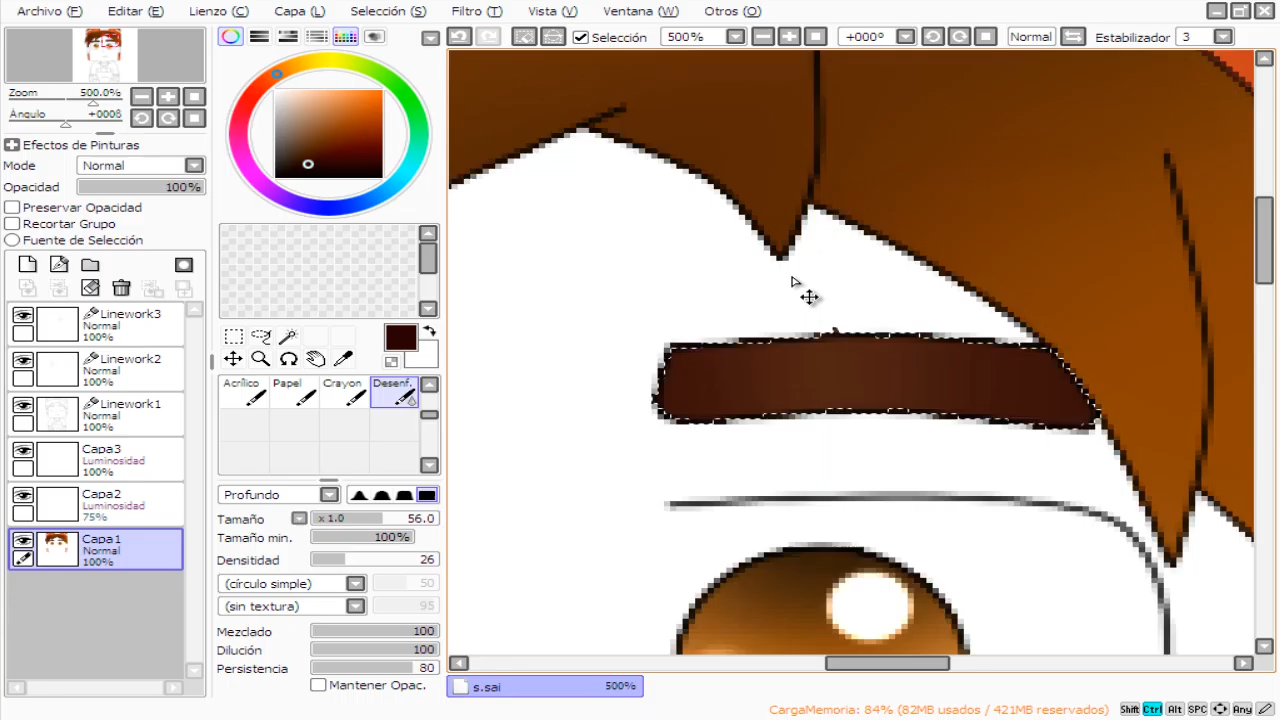 Archivo (F) Editar (E) Lienzo (C) Capa (L) Selección (S) Filtro (T) Vista (V) Ventana (W) Otros (O)
Selección 500% +000º Normal Estabilizador 3
Zoom 500.0%
Ángulo +000ß
Efectos de Pinturas
Mode Normal
Opacidad 100%
Preservar Opacidad
Recortar Grupo
Fuente de Selección
Linework3
Normal
100%
Linework2
Normal
100%
Linework1
Normal
100%
Capa3
Luminosidad
100%
Capa2
Luminosidad
75%
Capa1
Normal
100%
Acrílico Papel Crayon Desenf.
Profundo
Tamaño x 1.0 56.0
Tamaño min. 100%
Densitidad 26
(círculo simple) 50
(sin textura) 95
Mezclado 100
Dilución 100
Persistencia 80
Mantener Opac.
s.sai 500%
CargaMemoria: 84% (82MB usados / 421MB reservados) Shift Ctrl Alt SPC Any